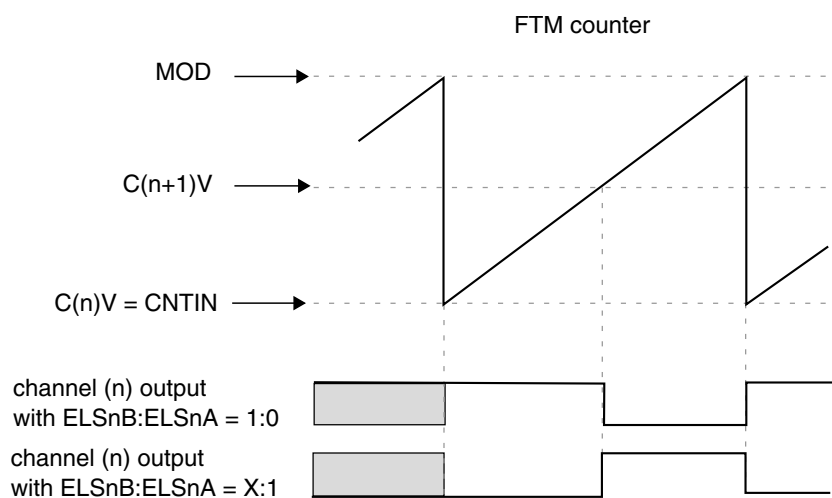 FTM counter
MOD
C(n+1)V
C(n)V = CNTIN
channel (n) output
with ELSnB:ELSnA = 1:0
channel (n) output
with ELSnB:ELSnA = X:1